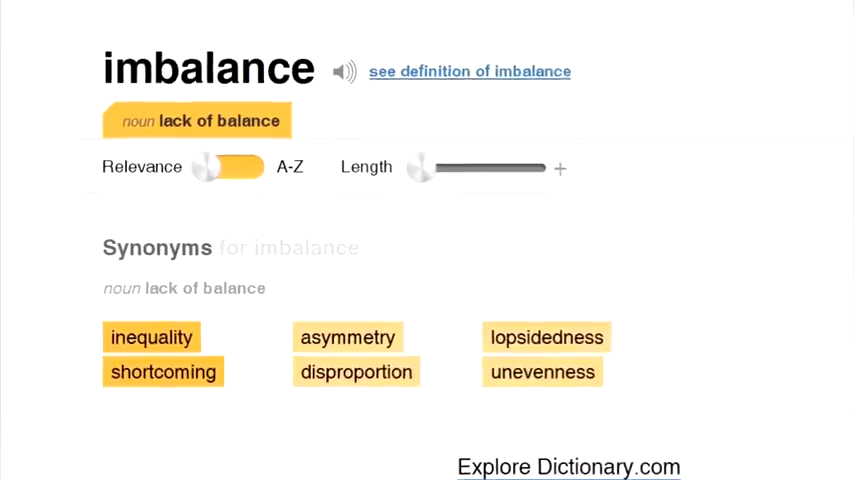 imbalance see definition of imbalance
noun lack of balance
Relevance A-Z Length +
Synonyms for imbalance
noun lack of balance
inequality asymmetry lopsidedness
shortcoming disproportion unevenness
Explore Dictionary.com